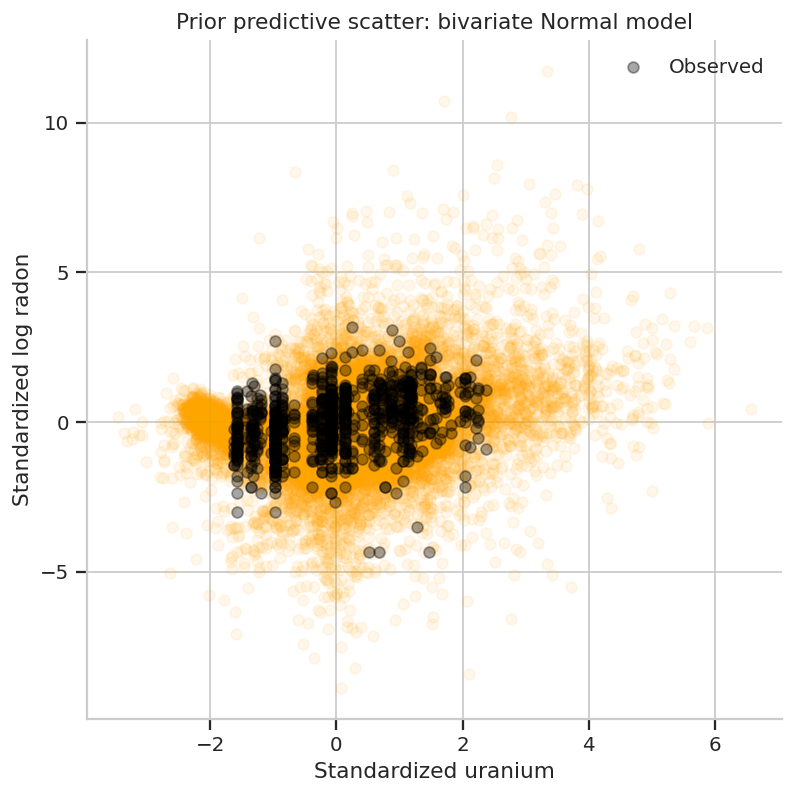 Prior predictive scatter: bivariate Normal model
Observed
10
5
0
−5
Standardized log radon
−2
0
2
4
6
Standardized uranium